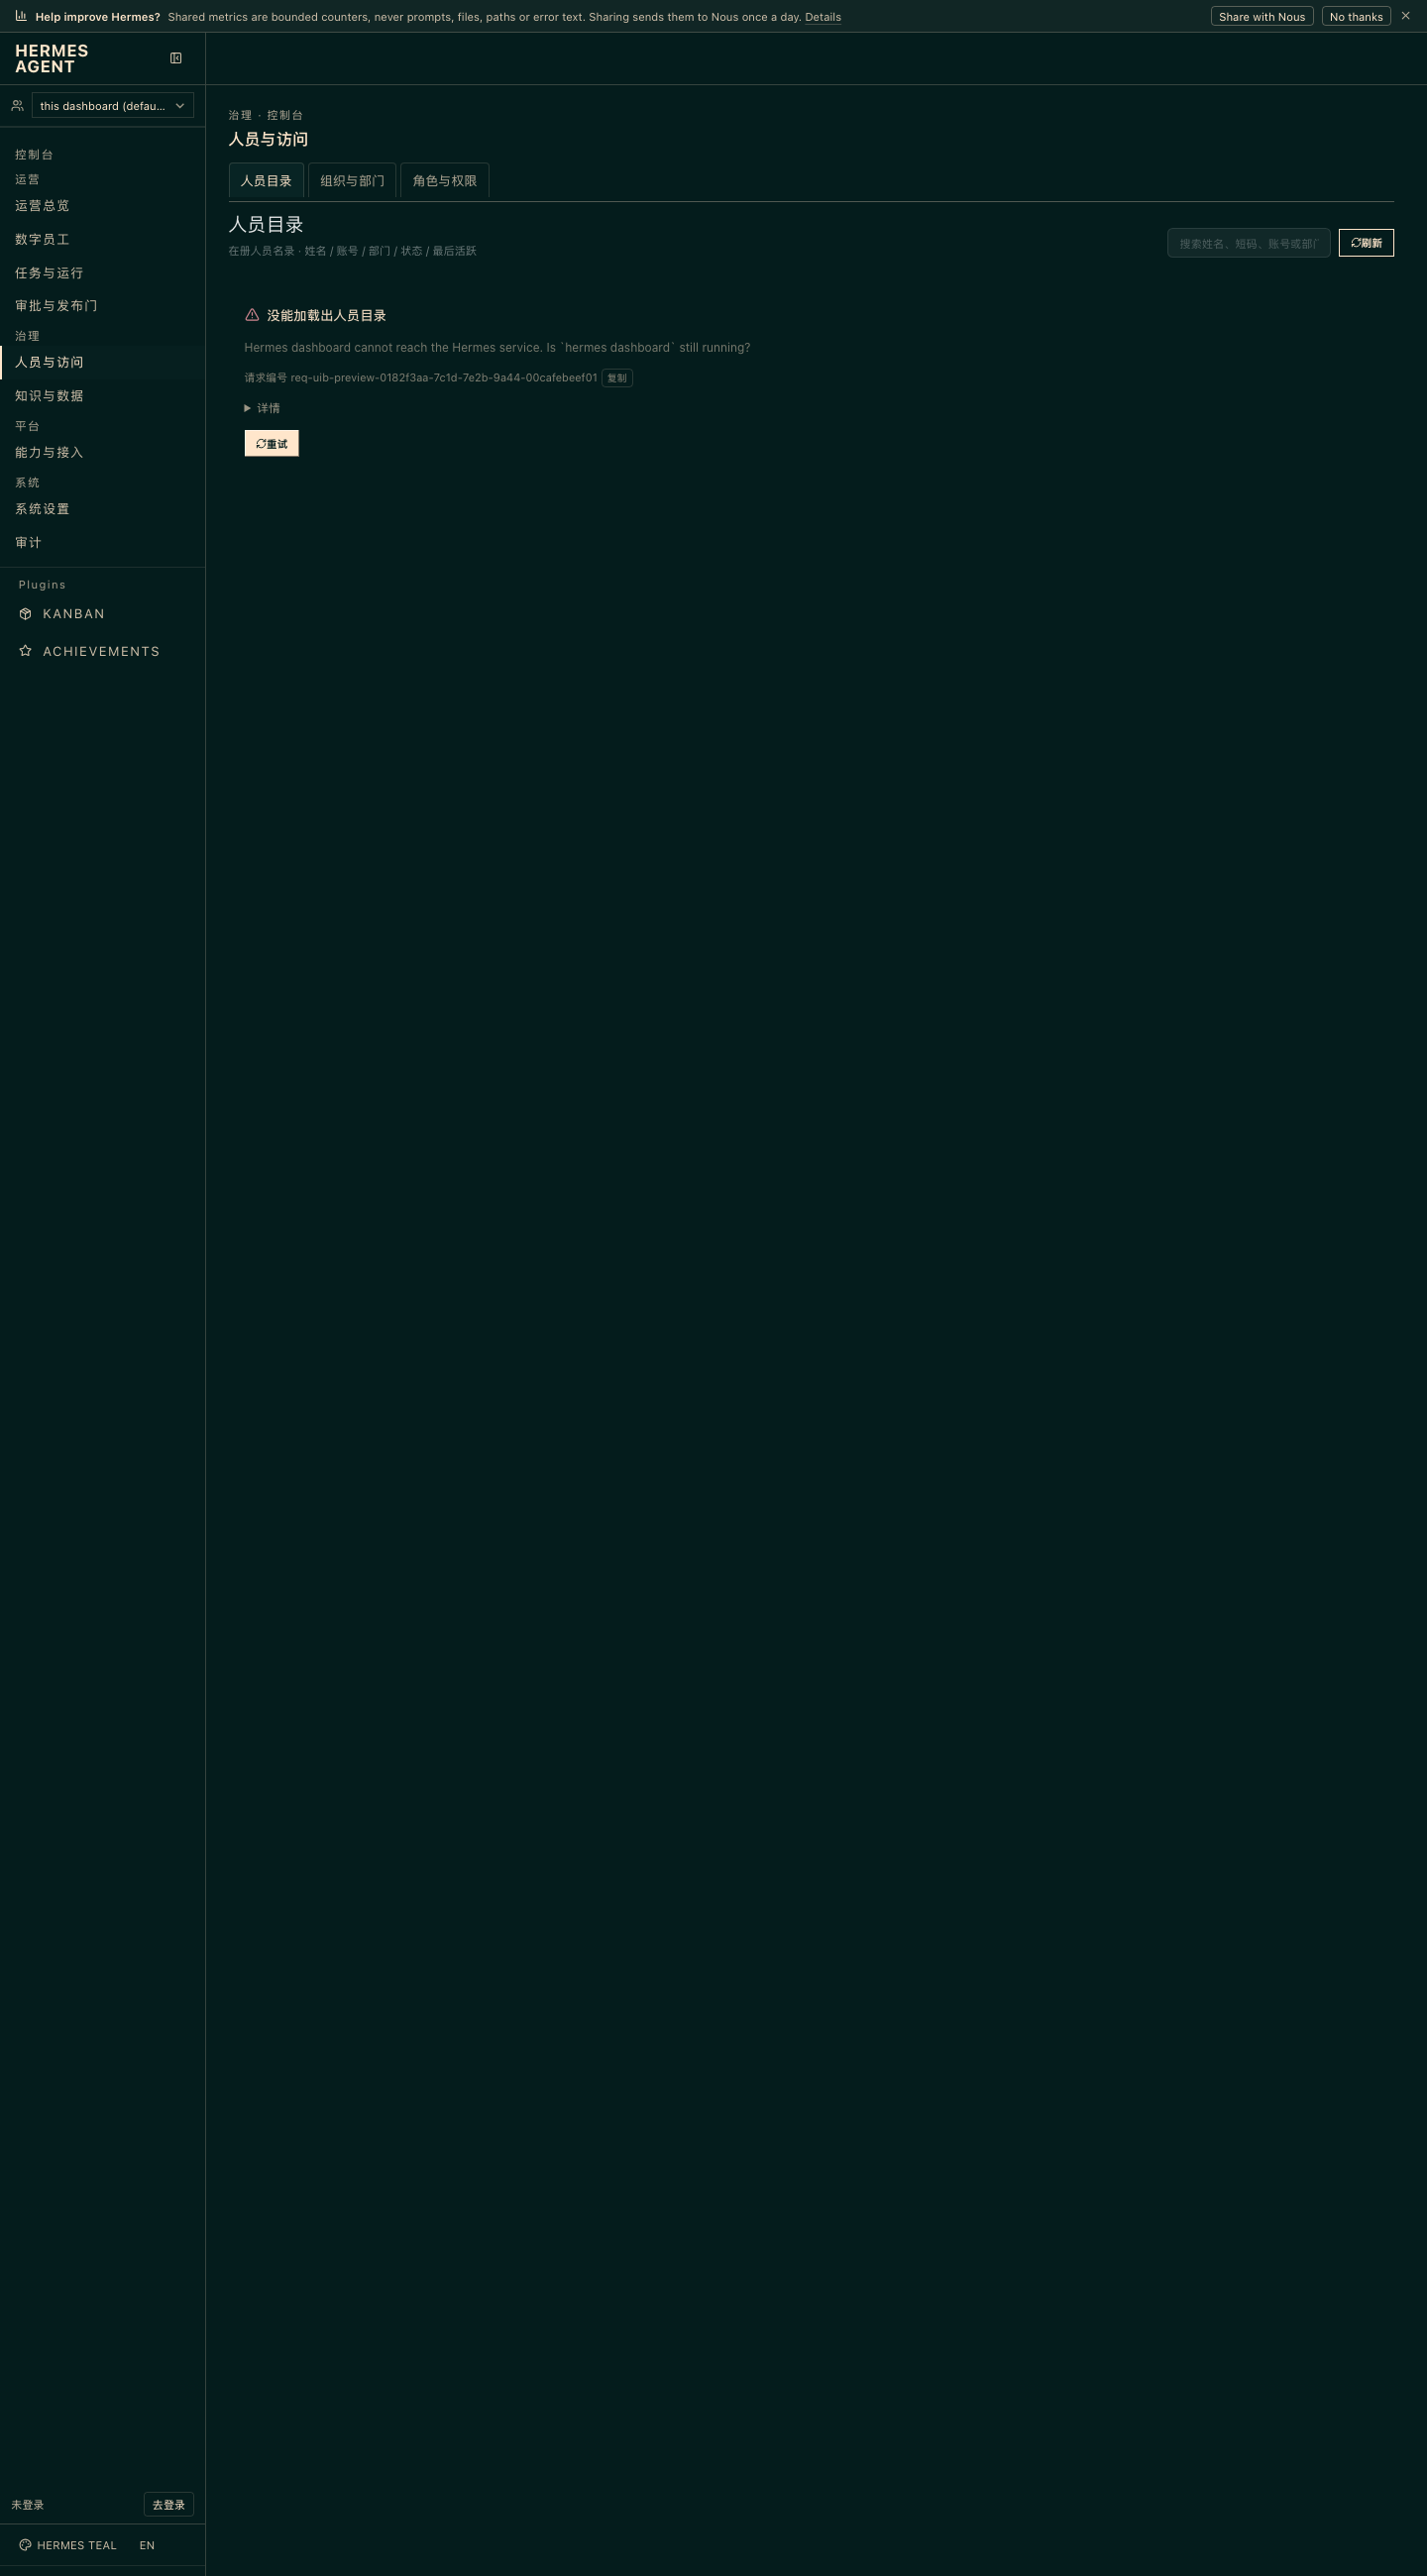 Help improve Hermes? Shared metrics are bounded counters, never prompts, files, paths or error text. Sharing sends them to Nous once a day. Details
Share with Nous
No thanks
HERMES
AGENT
this dashboard (defau...
控制台
运营
运营总览
数字员工
任务与运行
审批与发布门
治理
人员与访问
知识与数据
平台
能力与接入
系统
系统设置
审计
Plugins
KANBAN
ACHIEVEMENTS
未登录
去登录
HERMES TEAL
EN
治理 · 控制台
人员与访问
人员目录
组织与部门
角色与权限
人员目录
在册人员名录 · 姓名 / 账号 / 部门 / 状态 / 最后活跃
搜索姓名、短码、账号或部门
刷新
没能加载出人员目录
Hermes dashboard cannot reach the Hermes service. Is `hermes dashboard` still running?
请求编号 req-uib-preview-0182f3aa-7c1d-7e2b-9a44-00cafebeef01 复制
详情
重试